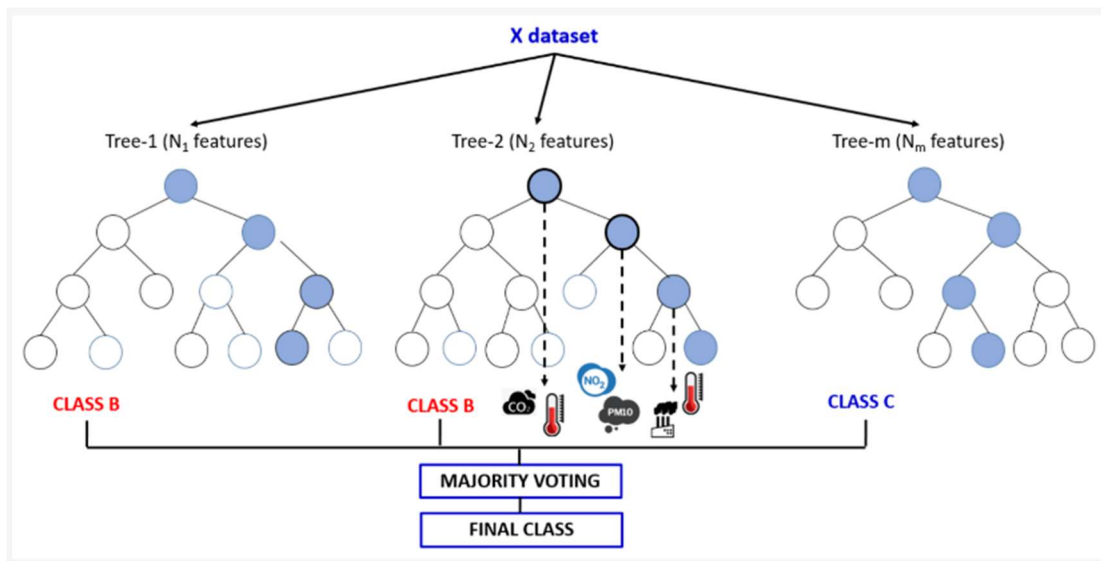 X dataset
Tree-1 (N₁ features)
Tree-2 (N₂ features)
Tree-m (Nₘ features)
CLASS B
CLASS B
CLASS C
CO₂
NO₂
PM10
MAJORITY VOTING
FINAL CLASS